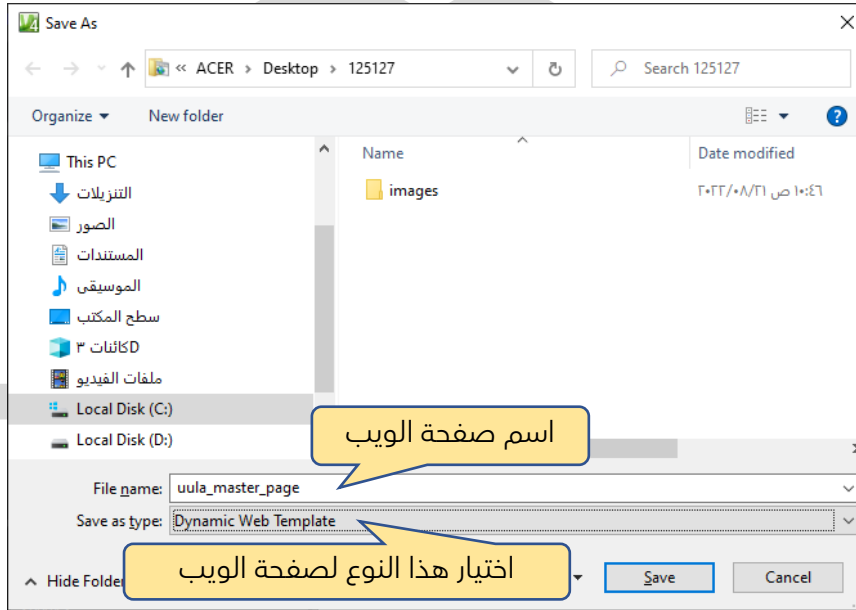 Save As
« ACER › Desktop › 125127
Search 125127
Organize
New folder
?
Name
Date modified
This PC
التنزيلات
الصور
المستندات
الموسيقى
سطح المكتب
كائنات ٣D
ملفات الفيديو
Local Disk (C:)
Local Disk (D:)
images
١٠:٤٦ ص ٢٠٢٢/٠٨/٢١
اسم صفحة الويب
File name: uula_master_page
Save as type: Dynamic Web Template
اختيار هذا النوع لصفحة الويب
Hide Folde
Save
Cancel